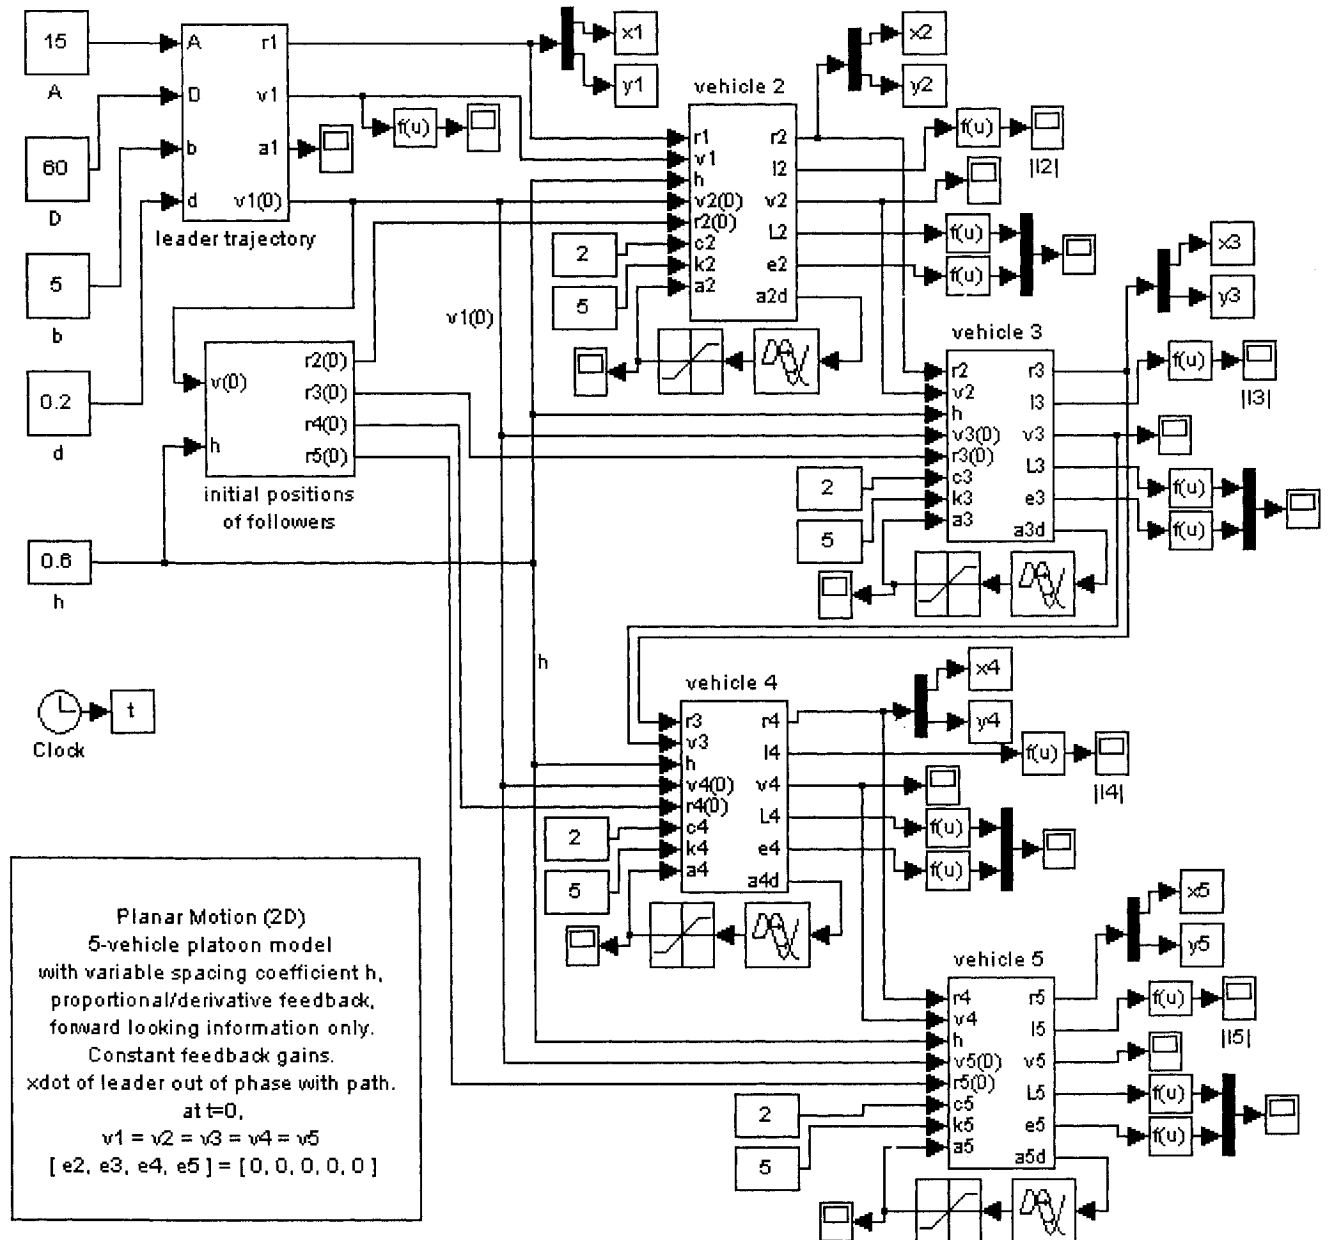 15
A
60
D
5
b
0.2
d
0.6
h
A
D
b
d
r1
v1
a1
v1(0)
leader trajectory
f(u)
x1
y1
v(0)
h
r2(0)
r3(0)
r4(0)
r5(0)
initial positions
of followers
v1(0)
h
Clock
t
vehicle 2
r1
v1
h
v2(0)
r2(0)
c2
k2
a2
r2
l2
v2
L2
e2
a2d
2
5
x2
y2
f(u)
|l2|
f(u)
f(u)
vehicle 3
r2
v2
h
v3(0)
r3(0)
c3
k3
a3
r3
l3
v3
L3
e3
a3d
2
5
x3
y3
f(u)
|l3|
f(u)
f(u)
vehicle 4
r3
v3
h
v4(0)
r4(0)
c4
k4
a4
r4
l4
v4
L4
e4
a4d
2
5
x4
y4
f(u)
|l4|
f(u)
f(u)
vehicle 5
r4
v4
h
v5(0)
r5(0)
c5
k5
a5
r5
l5
v5
L5
e5
a5d
2
5
x5
y5
f(u)
|l5|
f(u)
f(u)
Planar Motion (2D)
5-vehicle platoon model
with variable spacing coefficient h,
proportional/derivative feedback,
forward looking information only.
Constant feedback gains.
xdot of leader out of phase with path.
at t=0,
v1 = v2 = v3 = v4 = v5
[ e2, e3, e4, e5 ] = [ 0, 0, 0, 0, 0 ]